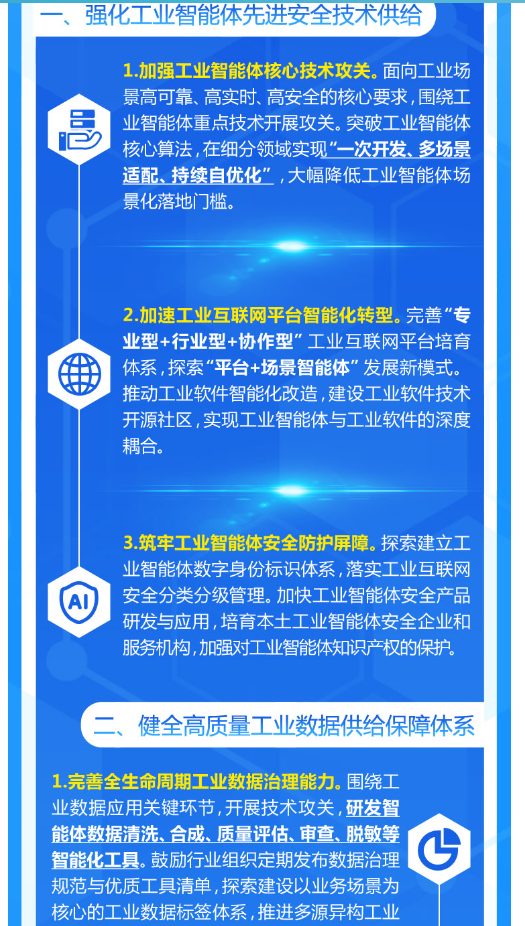 一、强化工业智能体先进安全技术供给
1.加强工业智能体核心技术攻关。面向工业场
景高可靠、高实时、高安全的核心要求,围绕工
业智能体重点技术开展攻关。突破工业智能体
核心算法,在细分领域实现“一次开发、多场景
适配、持续自优化”,大幅降低工业智能体场
景化落地门槛。
2.加速工业互联网平台智能化转型。完善“专
业型+行业型+协作型”工业互联网平台培育
体系,探索“平台+场景智能体”发展新模式。
推动工业软件智能化改造,建设工业软件技术
开源社区,实现工业智能体与工业软件的深度
耦合。
3.筑牢工业智能体安全防护屏障。探索建立工
业智能体数字身份标识体系,落实工业互联网
安全分类分级管理。加快工业智能体安全产品
研发与应用,培育本土工业智能体安全企业和
服务机构,加强对工业智能体知识产权的保护。
AI
二、健全高质量工业数据供给保障体系
1.完善全生命周期工业数据治理能力。围绕工
业数据应用关键环节,开展技术攻关,研发智
能体数据清洗、合成、质量评估、审查、脱敏等
智能化工具。鼓励行业组织定期发布数据治理
规范与优质工具清单,探索建设以业务场景为
核心的工业数据标签体系,推进多源异构工业